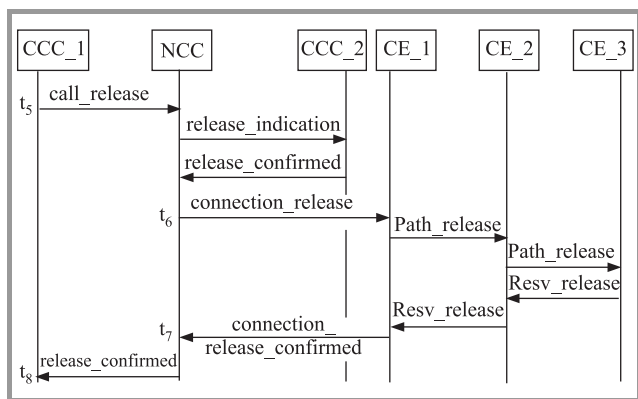 CCC_1 NCC CCC_2 CE_1 CE_2 CE_3
t5 call_release
release_indication
release_confirmed
connection_release
t6
Path_release
Path_release
Resv_release
Resv_release
t7 connection_
release_confirmed
release_confirmed
t8